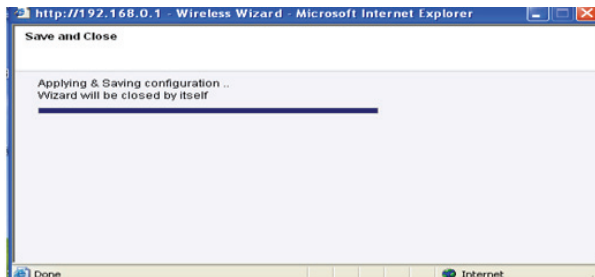 http://192.168.0.1 - Wireless Wizard - Microsoft Internet Explorer
Save and Close
Applying & Saving configuration ..
Wizard will be closed by itself
Done
Internet